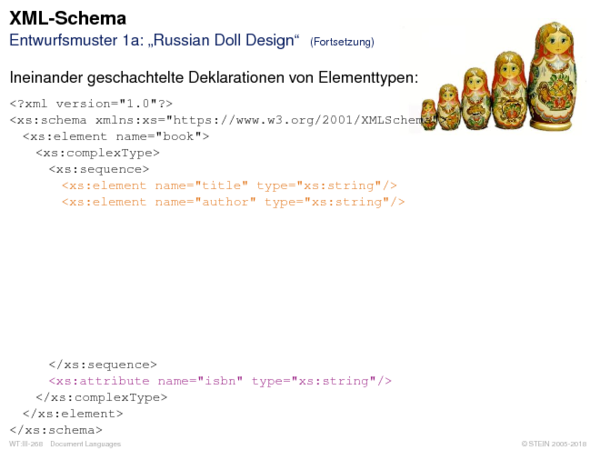 XML-Schema
Entwurfsmuster 1a: „Russian Doll Design“ (Fortsetzung)
Ineinander geschachtelte Deklarationen von Elementtypen:
<?xml version="1.0"?>
<xs:schema xmlns:xs="https://www.w3.org/2001/XMLSchema
<xs:element name="book">
<xs:complexType>
<xs:sequence>
<xs:element name="title" type="xs:string"/>
<xs:element name="author" type="xs:string"/>
</xs:sequence>
<xs:attribute name="isbn" type="xs:string"/>
</xs:complexType>
</xs:element>
</xs:schema>
WT:III-268 Document Languages © STEIN 2005-2018